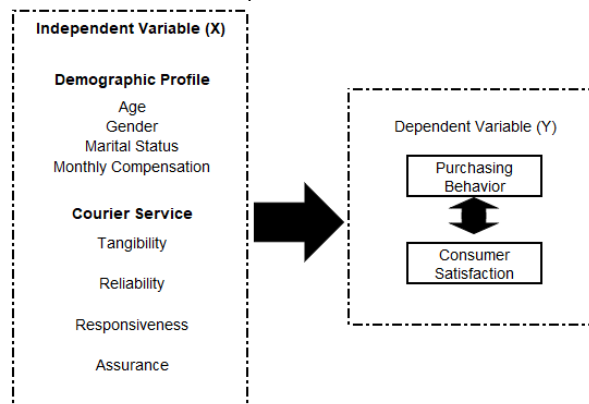 Independent Variable (X)
Demographic Profile
Age
Gender
Marital Status
Monthly Compensation
Courier Service
Tangibility
Reliability
Responsiveness
Assurance
Dependent Variable (Y)
Purchasing
Behavior
Consumer
Satisfaction